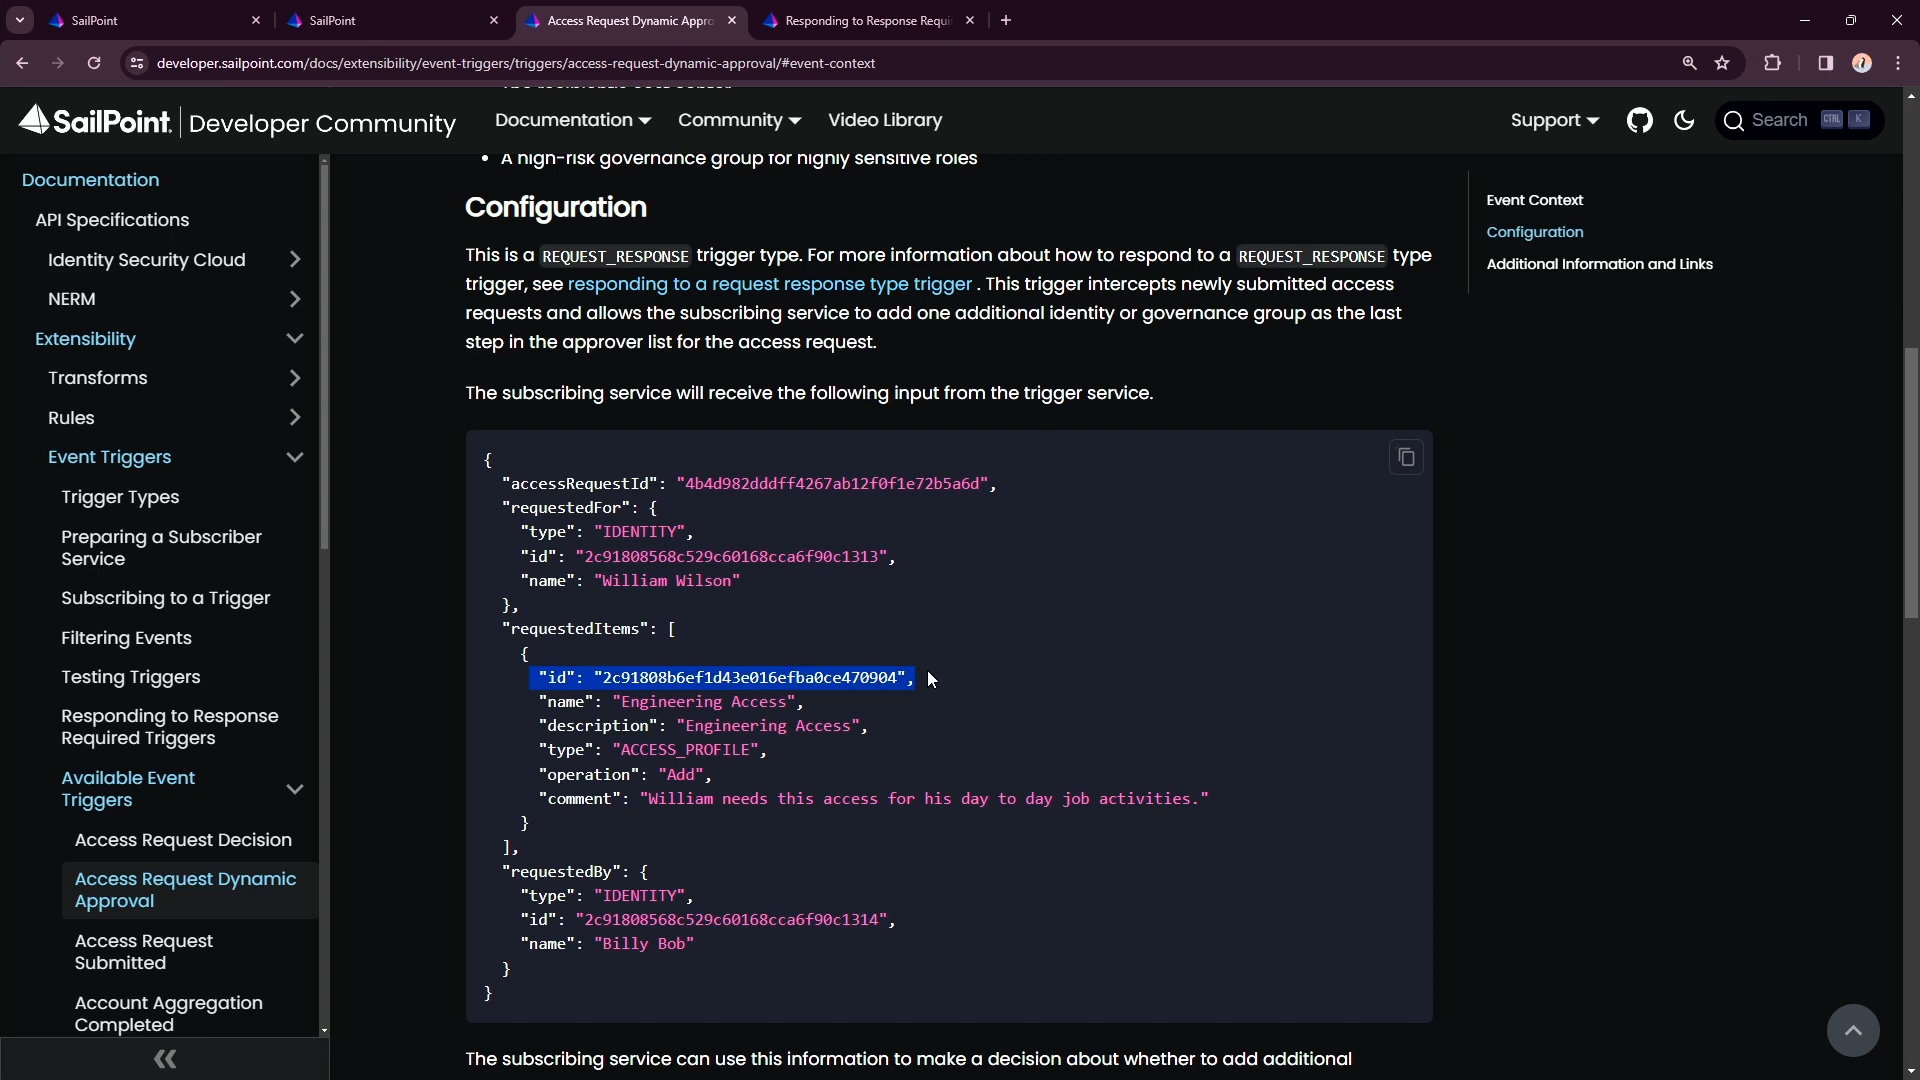 SailPoint
SailPoint
Access Request Dynamic Appro
Responding to Response Requi
developer.sailpoint.com/docs/extensibility/event-triggers/triggers/access-request-dynamic-approval/#event-context
SailPoint. Developer Community
Documentation
Community
Video Library
Support
Search CTRL K
Documentation
API Specifications
Identity Security Cloud
NERM
Extensibility
Transforms
Rules
Event Triggers
Trigger Types
Preparing a Subscriber
Service
Subscribing to a Trigger
Filtering Events
Testing Triggers
Responding to Response
Required Triggers
Available Event
Triggers
Access Request Decision
Access Request Dynamic
Approval
Access Request
Submitted
Account Aggregation
Completed
• A high-risk governance group for highly sensitive roles
Configuration
This is a REQUEST_RESPONSE trigger type. For more information about how to respond to a REQUEST_RESPONSE type
trigger, see responding to a request response type trigger . This trigger intercepts newly submitted access
requests and allows the subscribing service to add one additional identity or governance group as the last
step in the approver list for the access request.
The subscribing service will receive the following input from the trigger service.
{
"accessRequestId": "4b4d982dddff4267ab12f0f1e72b5a6d",
"requestedFor": {
"type": "IDENTITY",
"id": "2c91808568c529c60168cca6f90c1313",
"name": "William Wilson"
},
"requestedItems": [
{
"id": "2c91808b6ef1d43e016efba0ce470904",
"name": "Engineering Access",
"description": "Engineering Access",
"type": "ACCESS_PROFILE",
"operation": "Add",
"comment": "William needs this access for his day to day job activities."
}
],
"requestedBy": {
"type": "IDENTITY",
"id": "2c91808568c529c60168cca6f90c1314",
"name": "Billy Bob"
}
}
The subscribing service can use this information to make a decision about whether to add additional
Event Context
Configuration
Additional Information and Links